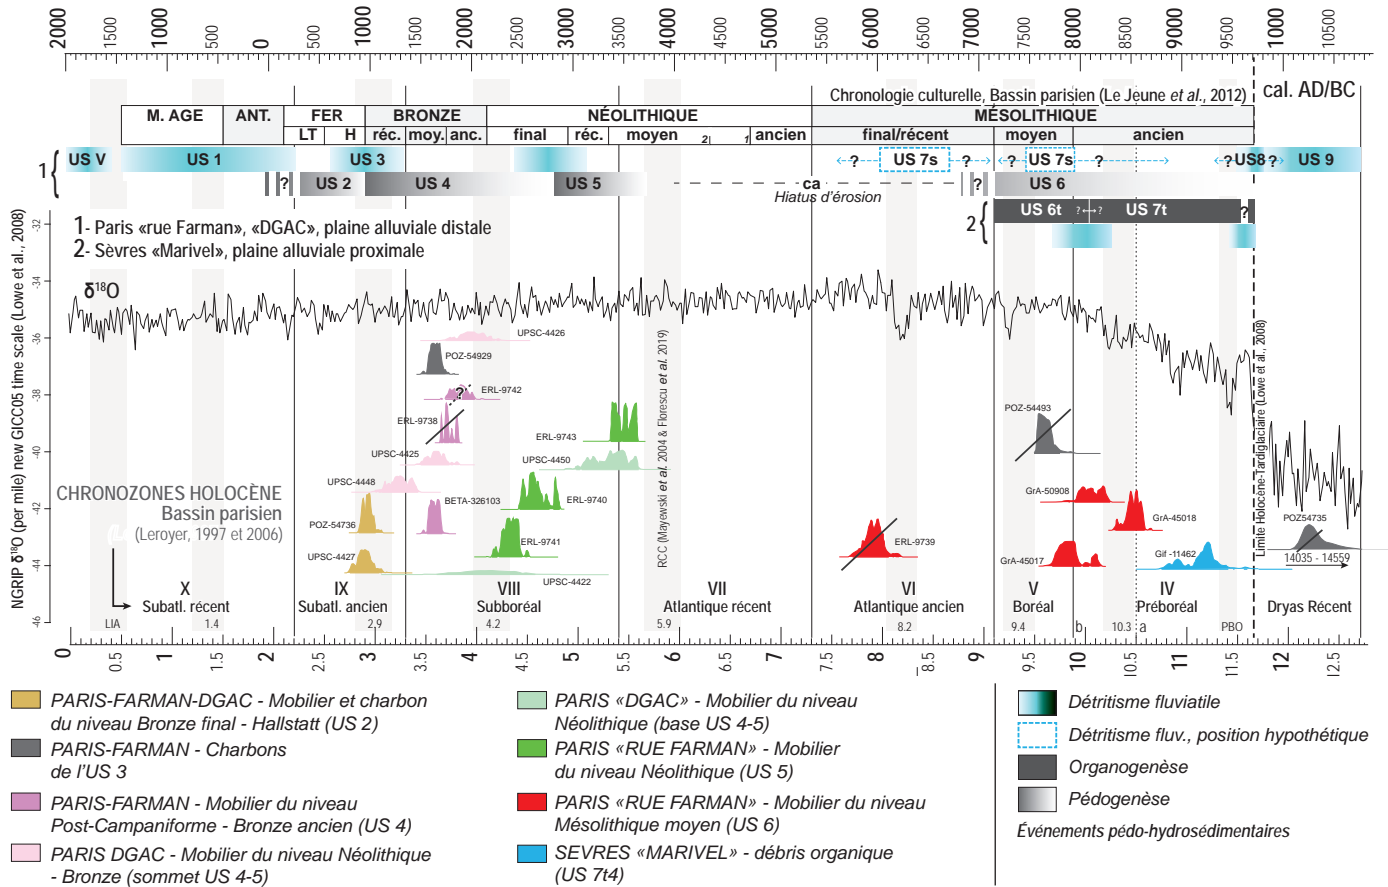 2000 1500 1000 500 0 500 1000 1500 2000 2500 3000 3500 4000 4500 5000 5500 6000 6500 7000 7500 8000 8500 9000 9500 1000 10500
cal. AD/BC
Chronologie culturelle, Bassin parisien (Le Jeune et al., 2012)
M. AGE ANT. FER BRONZE NÉOLITHIQUE MÉSOLITHIQUE
LT H réc. moy. anc. final réc. moyen 2| 1 ancien final/récent moyen ancien
1 { US V US 1 US 3 ? US 7s ? ? US 7s ? ? US8 ? US 9
? US 2 US 4 US 5 ca ? US 6
Hiatus d'érosion
2 { US 6t ?↔? US 7t ?
1- Paris «rue Farman», «DGAC», plaine alluviale distale
2- Sèvres «Marivel», plaine alluviale proximale
NGRIP δ18O (per mile) new GICC05 time scale (Lowe et al., 2008)
-32
-34
-36
-38
-40
-42
-44
-46
δ18O
UPSC-4426
POZ-54929
? ERL-9742
ERL-9738
ERL-9743
UPSC-4425
UPSC-4450
UPSC-4448
BETA-326103
ERL-9740
POZ-54736
ERL-9741
UPSC-4427
UPSC-4422
RCC (Mayewski et al. 2004 & Florescu et al. 2019)
ERL-9739
POZ-54493
GrA-50908
GrA-45018
GrA-45017
Gif -11462
Limite Holocène-Tardiglaciaire (Lowe et al., 2008)
POZ54735
14035 - 14559
CHRONOZONES HOLOCÈNE
Bassin parisien
(Leroyer, 1997 et 2006)
X IX VIII VII VI V IV
Subatl. récent Subatl. ancien Subboréal Atlantique récent Atlantique ancien Boréal Préboréal Dryas Récent
LIA 1.4 2.9 4.2 5.9 8.2 9.4 b 10.3 a PBO
0 0.5 1 1.5 2 2.5 3 3.5 4 4.5 5 5.5 6 6.5 7 7.5 8 8.5 9 9.5 10 10.5 11 11.5 12 12.5
PARIS-FARMAN-DGAC - Mobilier et charbon
du niveau Bronze final - Hallstatt (US 2)
PARIS-FARMAN - Charbons
de l'US 3
PARIS-FARMAN - Mobilier du niveau
Post-Campaniforme - Bronze ancien (US 4)
PARIS DGAC - Mobilier du niveau Néolithique
- Bronze (sommet US 4-5)
PARIS «DGAC» - Mobilier du niveau
Néolithique (base US 4-5)
PARIS «RUE FARMAN» - Mobilier
du niveau Néolithique (US 5)
PARIS «RUE FARMAN» - Mobilier du niveau
Mésolithique moyen (US 6)
SEVRES «MARIVEL» - débris organique
(US 7t4)
Détritisme fluviatile
Détritisme fluv., position hypothétique
Organogenèse
Pédogenèse
Événements pédo-hydrosédimentaires